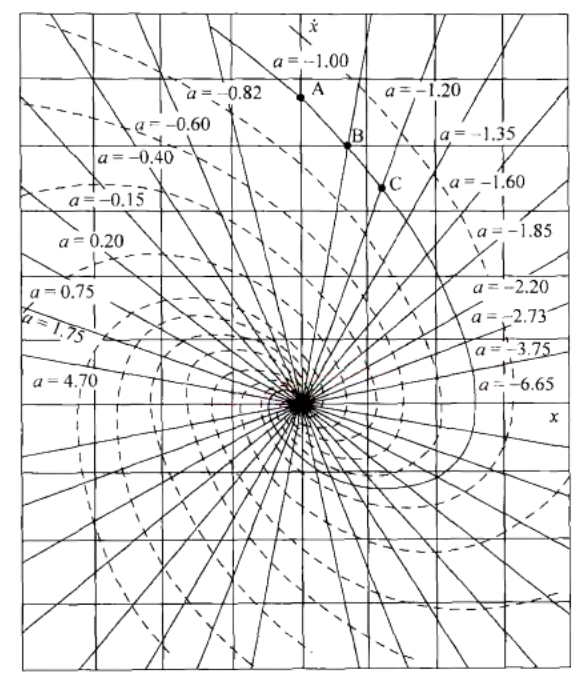 ẋ
a = –1.00
a = –0.82
A
a = –1.20
a = –0.60
B
a = –1.35
a = –0.40
C
a = –1.60
a = –0.15
a = –1.85
a = 0.20
a = –2.20
a = 0.75
a = –2.73
a = 1.75
a = –3.75
a = 4.70
a = –6.65
x